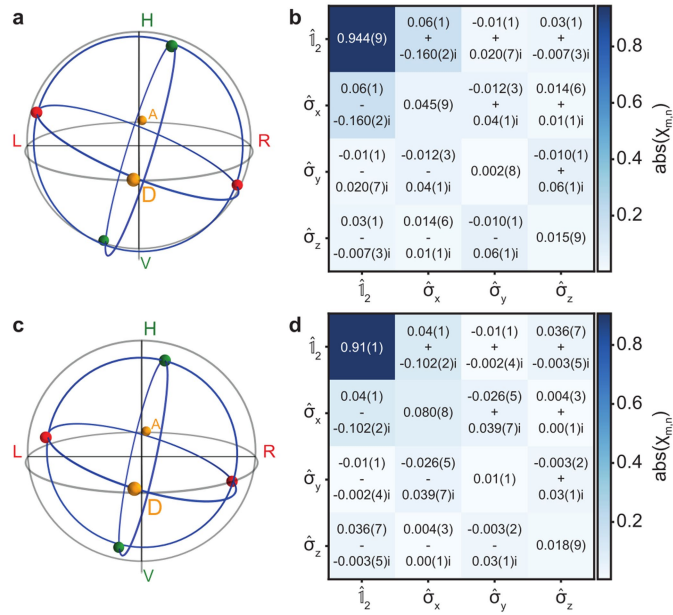 a
H
L
A
R
D
V
b
𝟙̂₂
0.944(9)
0.06(1)
+
-0.160(2)i
-0.01(1)
+
0.020(7)i
0.03(1)
+
-0.007(3)i
σ̂x
0.06(1)
-
-0.160(2)i
0.045(9)
-0.012(3)
+
0.04(1)i
0.014(6)
+
0.01(1)i
σ̂y
-0.01(1)
-
0.020(7)i
-0.012(3)
-
0.04(1)i
0.002(8)
-0.010(1)
+
0.06(1)i
σ̂z
0.03(1)
-
-0.007(3)i
0.014(6)
-
0.01(1)i
-0.010(1)
-
0.06(1)i
0.015(9)
𝟙̂₂ σ̂x σ̂y σ̂z
0.8
0.6
0.4
0.2
abs(χm,n)
c
H
L
A
R
D
V
d
𝟙̂₂
0.91(1)
0.04(1)
+
-0.102(2)i
-0.01(1)
+
-0.002(4)i
0.036(7)
+
-0.003(5)i
σ̂x
0.04(1)
-
-0.102(2)i
0.080(8)
-0.026(5)
+
0.039(7)i
0.004(3)
+
0.00(1)i
σ̂y
-0.01(1)
-
-0.002(4)i
-0.026(5)
-
0.039(7)i
0.01(1)
-0.003(2)
+
0.03(1)i
σ̂z
0.036(7)
-
-0.003(5)i
0.004(3)
-
0.00(1)i
-0.003(2)
-
0.03(1)i
0.018(9)
𝟙̂₂ σ̂x σ̂y σ̂z
0.8
0.6
0.4
0.2
abs(χm,n)